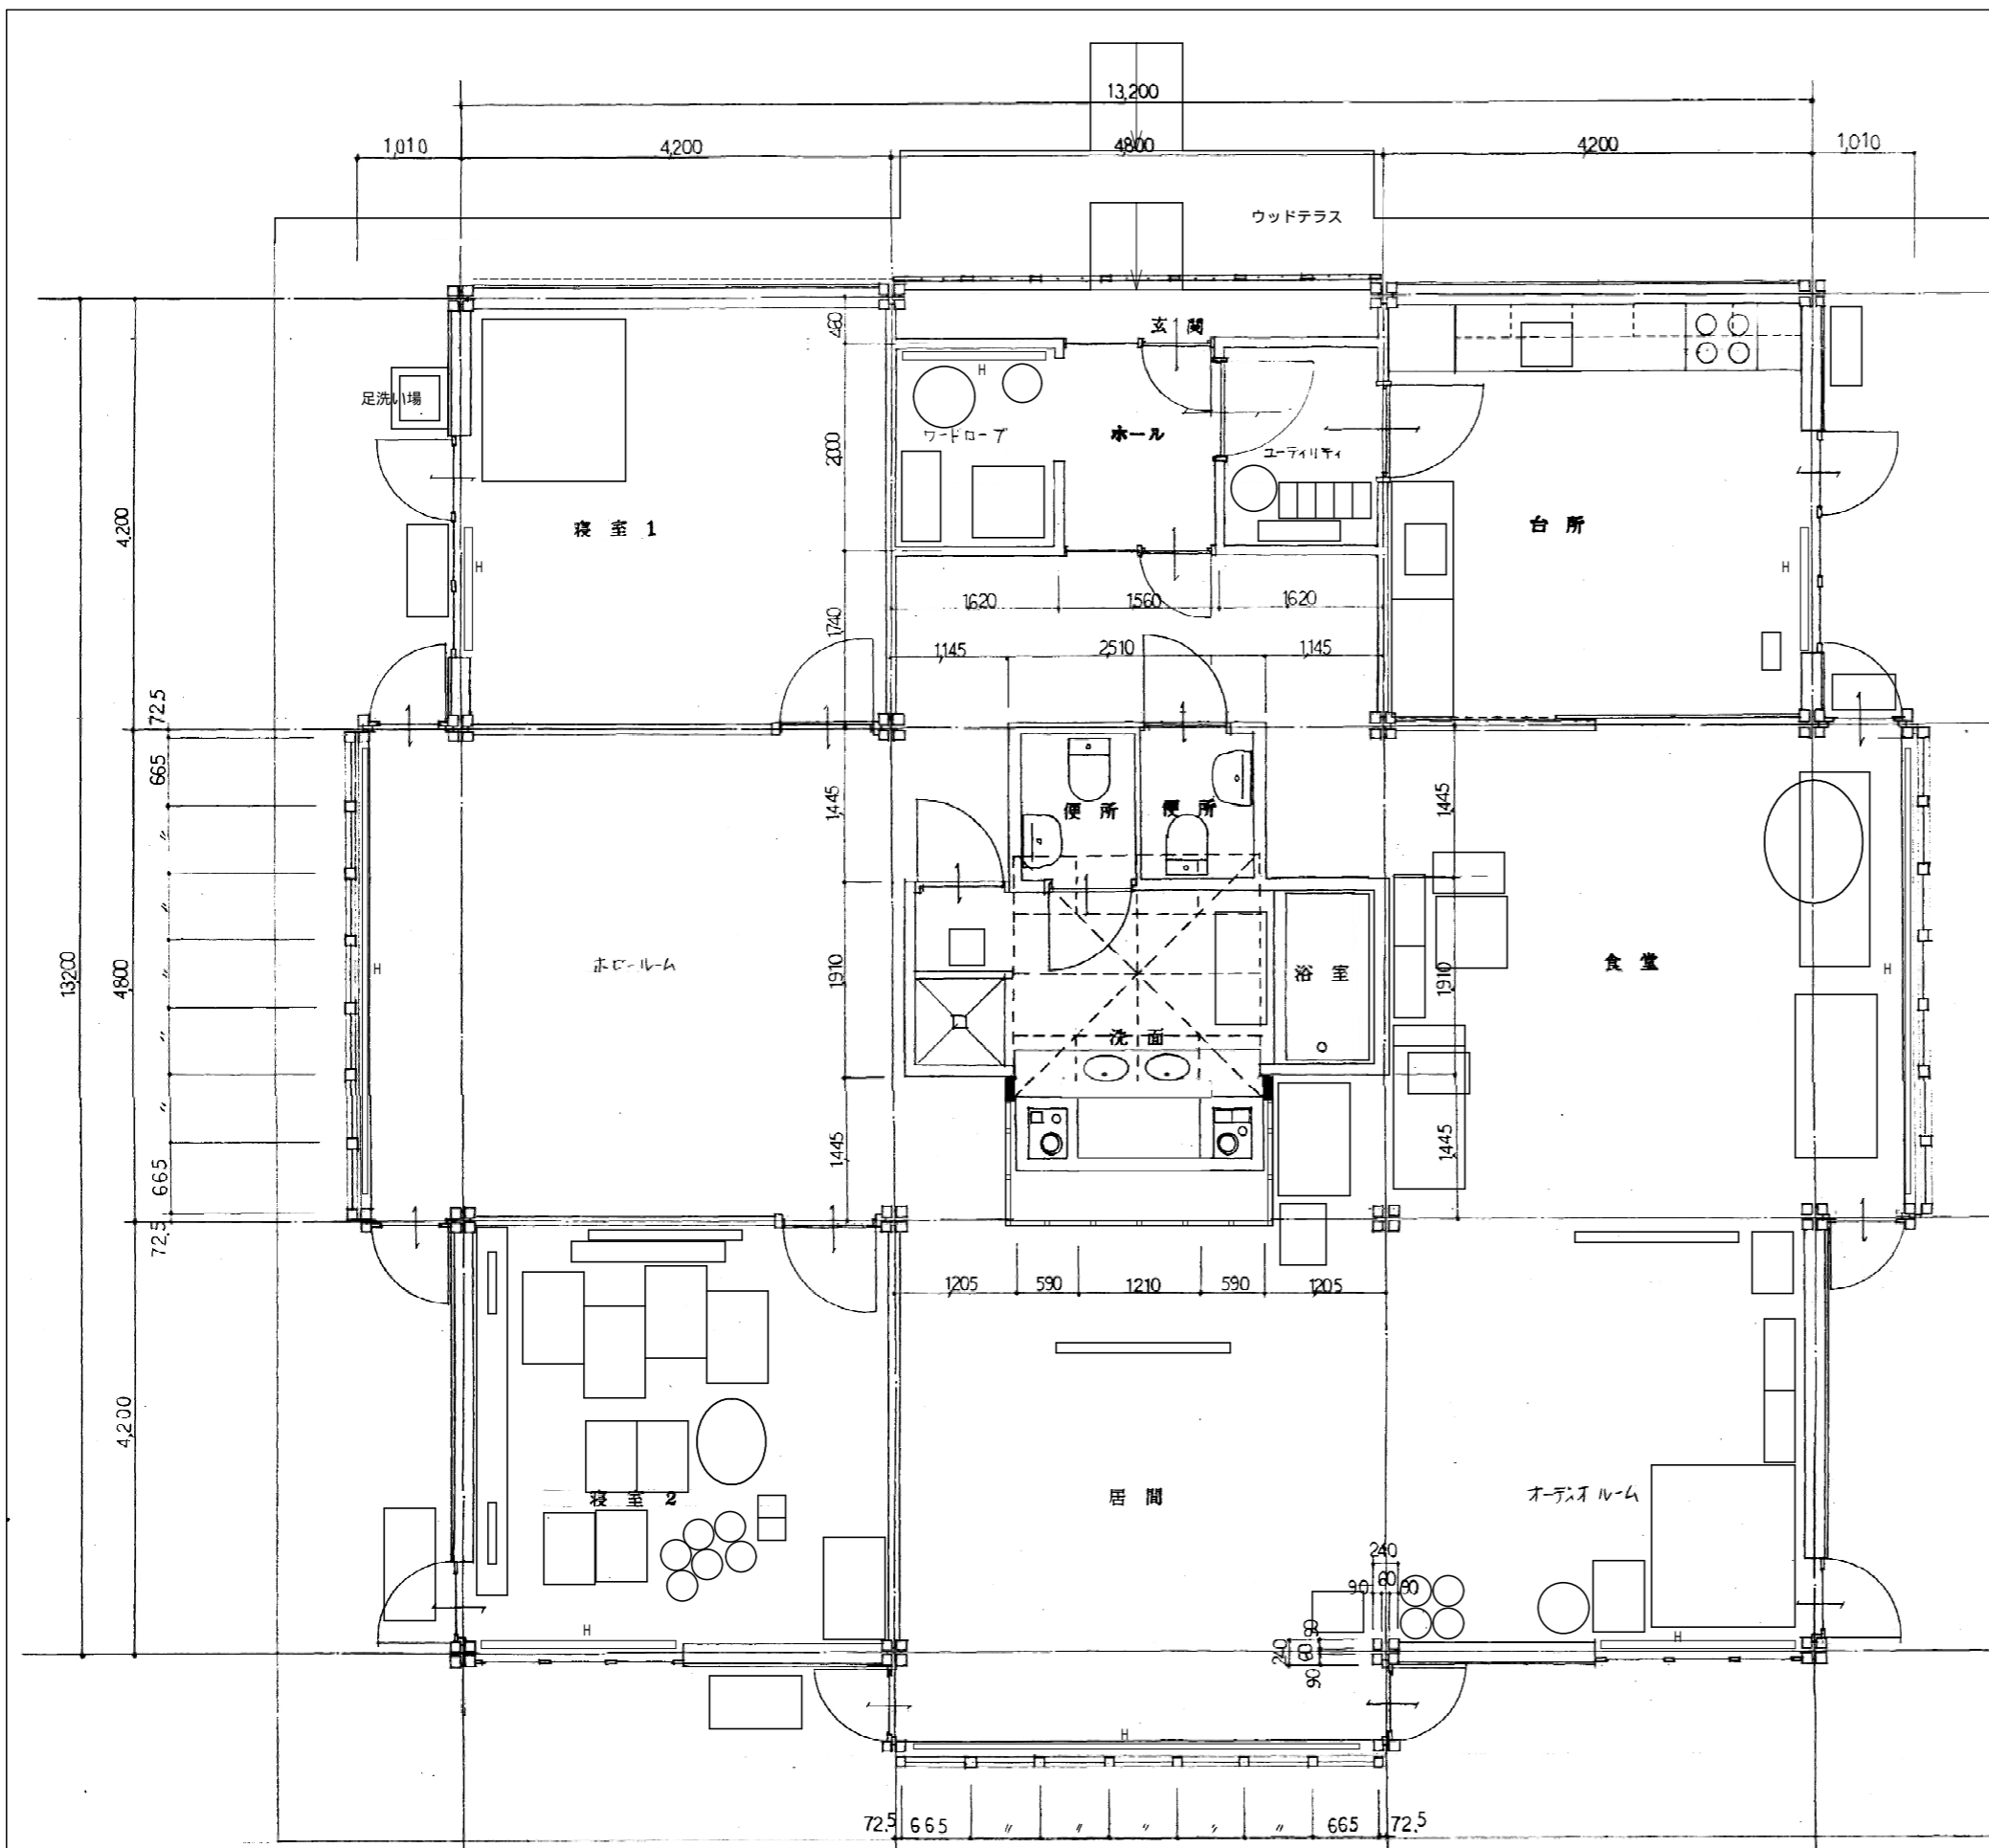 13,200
1,010
4,200
4800
4200
1,010
ウッドテラス
480
玄関
足洗い場
H
ワードローブ
ホール
2000
ユーティリティ
寝室1
台所
4,200
H
H
1620
1560
1620
1740
1,145
2510
1,145
72.5
665
1445
便所
便所
1445
〃
〃
13200
4800
H
ホビールーム
1910
浴室
1910
食堂
H
〃
〃
洗面
〃
1445
1445
665
72.5
1205
590
1210
590
1205
4,200
寝室2
居間
オーディオルーム
240
90
60
90
H
90
240
60
90
H
H
72.5
665
〃
〃
〃
〃
〃
665
72.5